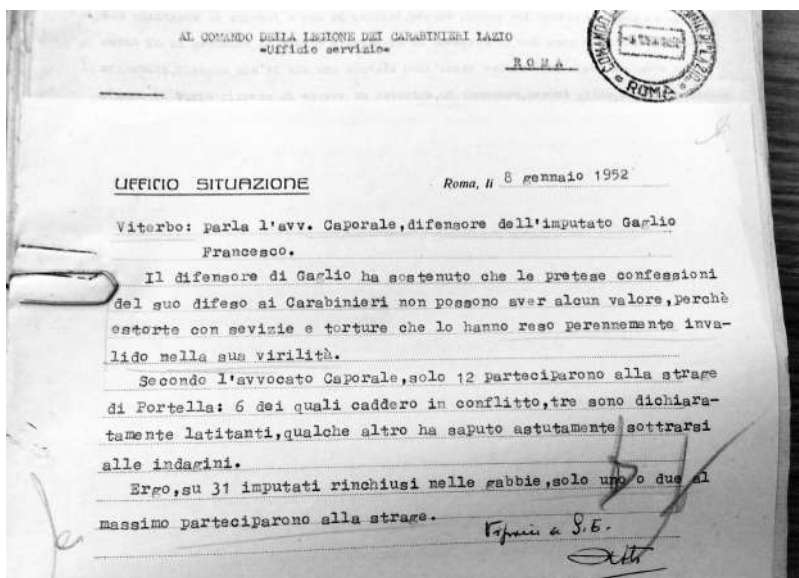 AL COMANDO DELLA LEGIONE DEI CARABINIERI LAZIO
=Ufficio servizio=
ROMA
ROMA
UFFICIO SITUAZIONE
Roma, li 8 gennaio 1952
Viterbo: parla l'avv. Caporale,difensore dell'imputato Gaglio
Francesco.
Il difensore di Gaglio ha sostenuto che le pretese confessioni
del suo difeso ai Carabinieri non possono aver alcun valore,perchè
estorte con sevizie e torture che lo hanno reso perennemente inva-
lido nella sua virilità.
Secondo l'avvocato Caporale,solo 12 parteciparono alla strage
di Portella: 6 dei quali caddero in conflitto,tre sono dichiara-
tamente latitanti,qualche altro ha saputo astutamente sottrarsi
alle indagini.
Ergo,su 31 imputati rinchiusi nelle gabbie,solo uno o due al
massimo parteciparono alla strage.
S.E.